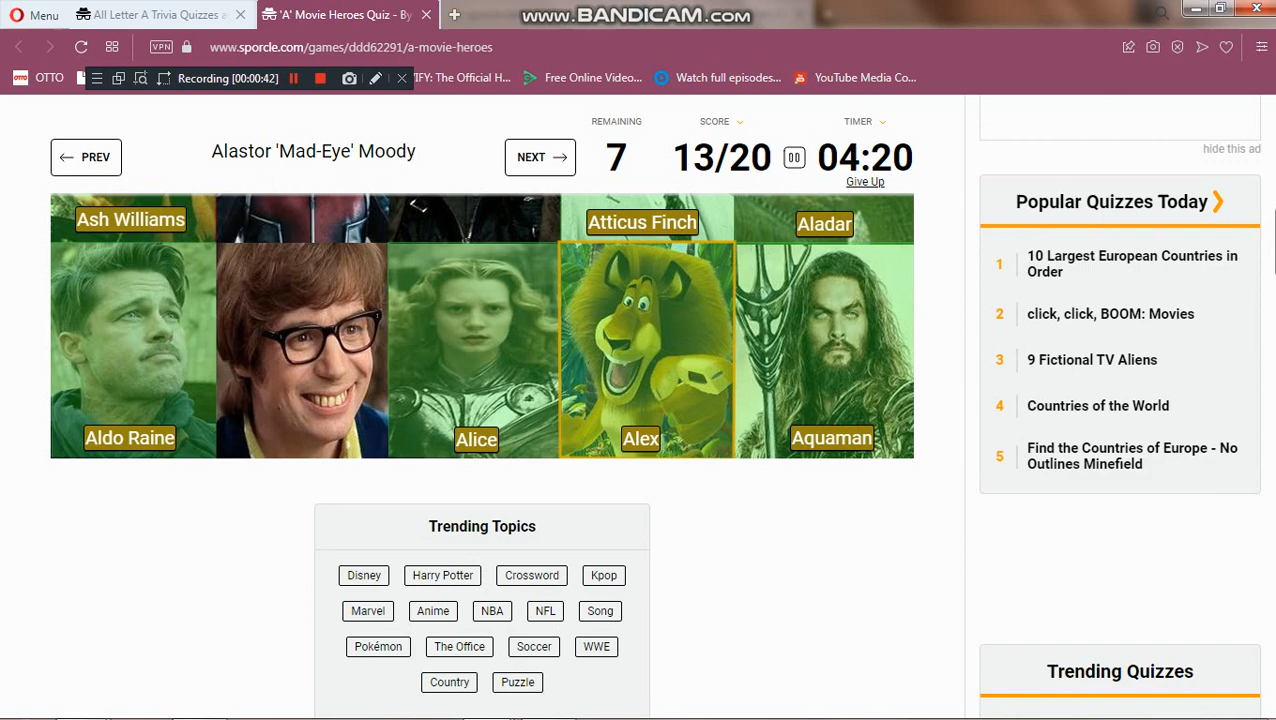 www.BANDICAM.com
Menu
All Letter A Trivia Quizzes a
'A' Movie Heroes Quiz - By
VPN
www.sporcle.com/games/ddd62291/a-movie-heroes
OTTO
Recording [00:00:42]
IFY: The Official H...
Free Online Video...
Watch full episodes...
YouTube Media Co...
PREV
Alastor 'Mad-Eye' Moody
NEXT
REMAINING
7
SCORE
13/20
TIMER
04:20
Give Up
hide this ad
Ash Williams
Atticus Finch
Aladar
Aldo Raine
Alice
Alex
Aquaman
Popular Quizzes Today
1 10 Largest European Countries in
Order
2 click, click, BOOM: Movies
3 9 Fictional TV Aliens
4 Countries of the World
5 Find the Countries of Europe - No
Outlines Minefield
Trending Topics
Disney Harry Potter Crossword Kpop
Marvel Anime NBA NFL Song
Pokémon The Office Soccer WWE
Country Puzzle
Trending Quizzes